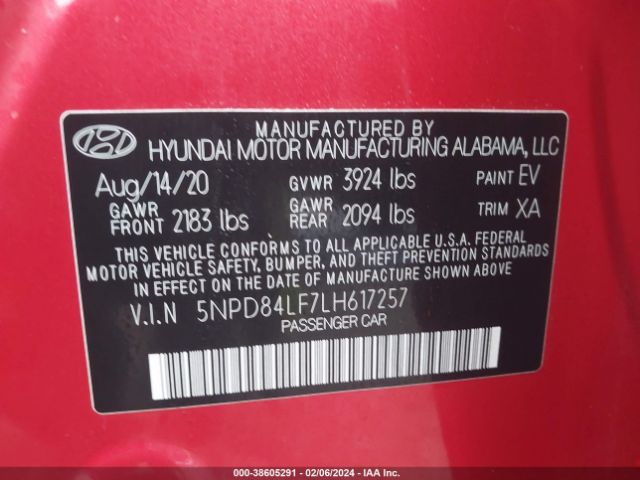 MANUFACTURED BY
HYUNDAI MOTOR MANUFACTURING ALABAMA, LLC
Aug/14/20 GVWR 3924 lbs PAINT EV
GAWR FRONT 2183 lbs GAWR REAR 2094 lbs TRIM XA
THIS VEHICLE CONFORMS TO ALL APPLICABLE U.S.A. FEDERAL
MOTOR VEHICLE SAFETY, BUMPER, AND THEFT PREVENTION STANDARDS
IN EFFECT ON THE DATE OF MANUFACTURE SHOWN ABOVE
V.I.N 5NPD84LF7LH617257
PASSENGER CAR
000-38605291 - 02/06/2024 - IAA Inc.